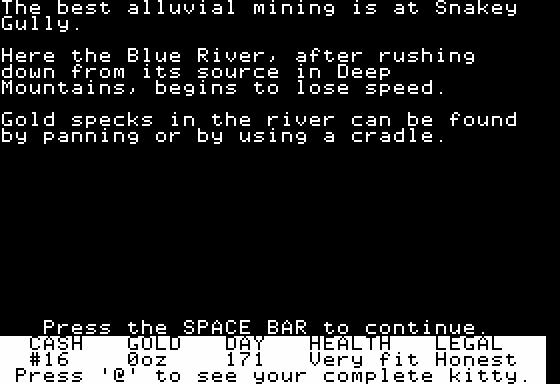 The best alluvial mining is at Snakey
Gully.
Here the Blue River, after rushing
down from its source in Deep
Mountains, begins to lose speed.
Gold specks in the river can be found
by panning or by using a cradle.
Press the SPACE BAR to continue.
CASH GOLD DAY HEALTH LEGAL
#16 0oz 171 Very fit Honest
Press '@' to see your complete kitty.